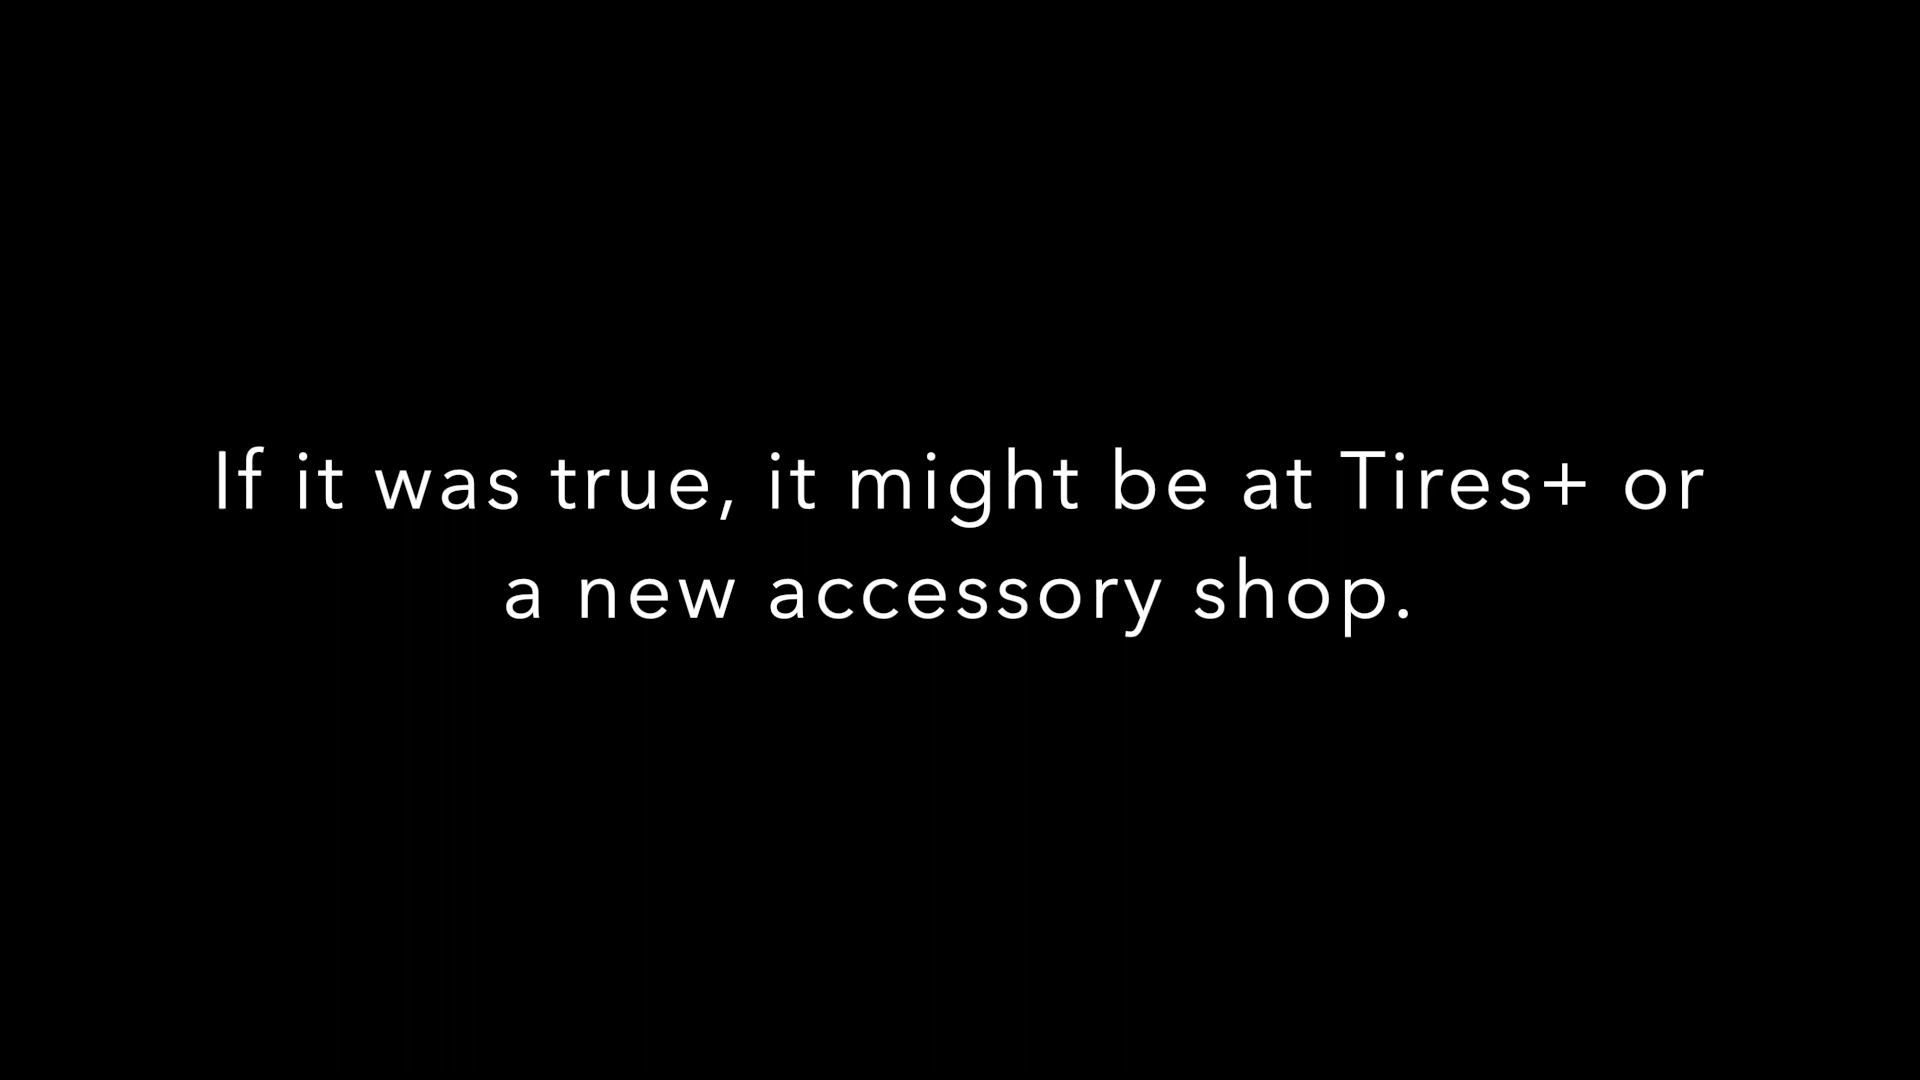 If it was true, it might be at Tires+ or
a new accessory shop.